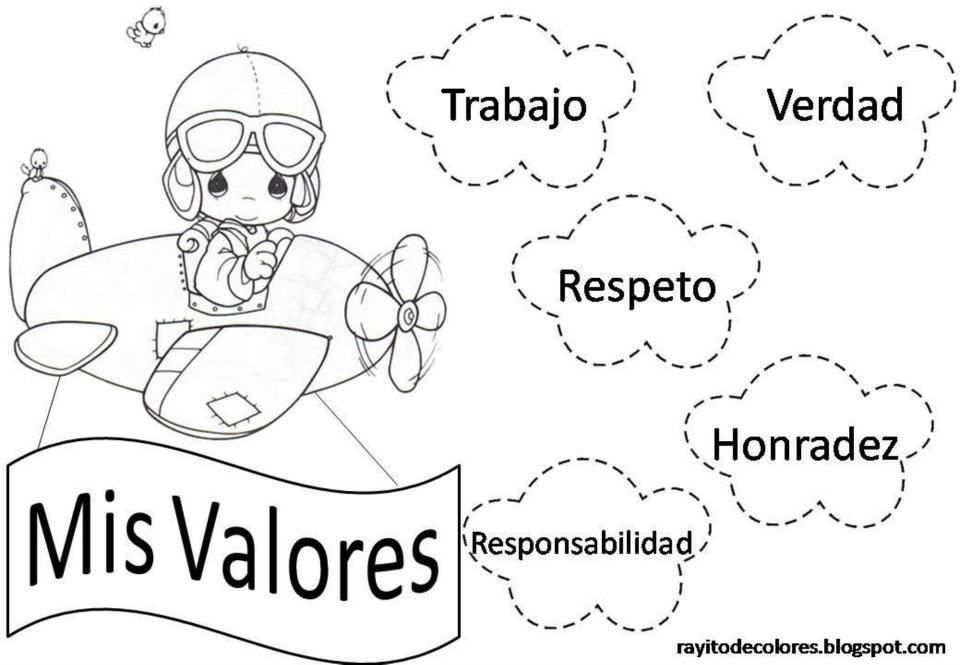 Trabajo
Verdad
Respeto
Honradez
Responsabilidad
Mis Valores
rayitodecolores.blogspot.com